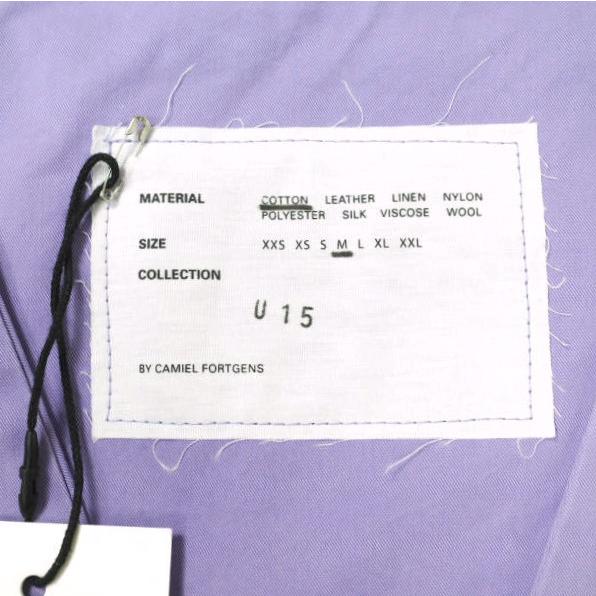 MATERIAL COTTON LEATHER LINEN NYLON
POLYESTER SILK VISCOSE WOOL
SIZE XXS XS S M L XL XXL
COLLECTION
U 15
BY CAMIEL FORTGENS